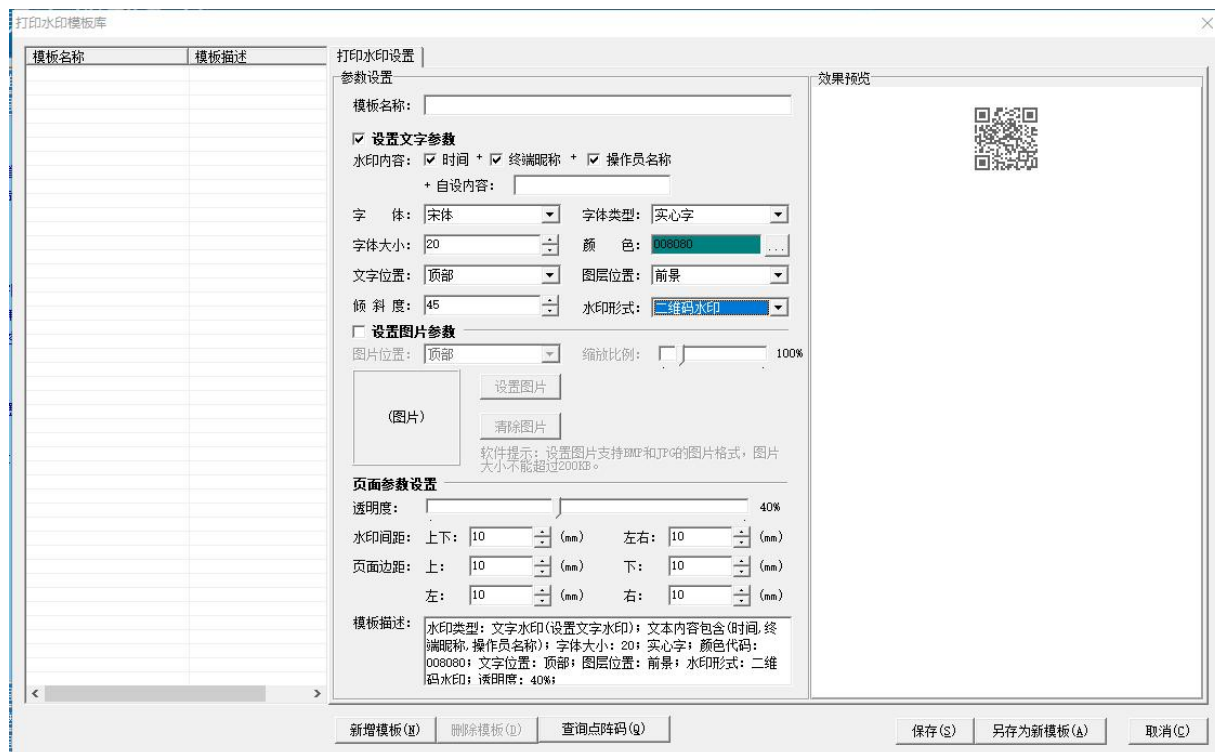 打印水印模板库
模板名称 模板描述
打印水印设置
参数设置
模板名称：
设置文字参数
水印内容： 时间 + 终端昵称 + 操作员名称
+ 自设内容：
字 体： 宋体 字体类型： 实心字
字体大小： 20 颜 色： 008080 ...
文字位置： 顶部 图层位置： 前景
倾 斜 度： 45 水印形式： 二维码水印
设置图片参数
图片位置： 顶部 缩放比例： 100%
设置图片
(图片)
清除图片
软件提示：设置图片支持BMP和JPG的图片格式，图片
大小不能超过200KB。
页面参数设置
透明度： 40%
水印间距： 上下： 10 (mm) 左右： 10 (mm)
页面边距： 上： 10 (mm) 下： 10 (mm)
左： 10 (mm) 右： 10 (mm)
模板描述： 水印类型：文字水印(设置文字水印)；文本内容包含(时间,终
端昵称,操作员名称)；字体大小：20；实心字；颜色代码：
008080；文字位置：顶部；图层位置：前景；水印形式：二维
码水印；透明度：40%；
效果预览
新增模板(N) 删除模板(D) 查询点阵码(Q) 保存(S) 另存为新模板(A) 取消(C)